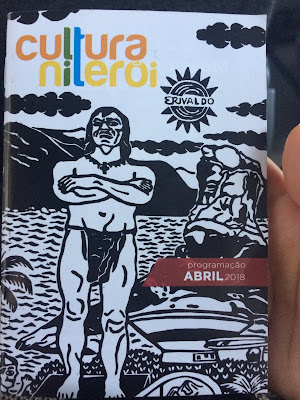 cultura
niterói
ERIVALDO
programação
ABRIL 2018